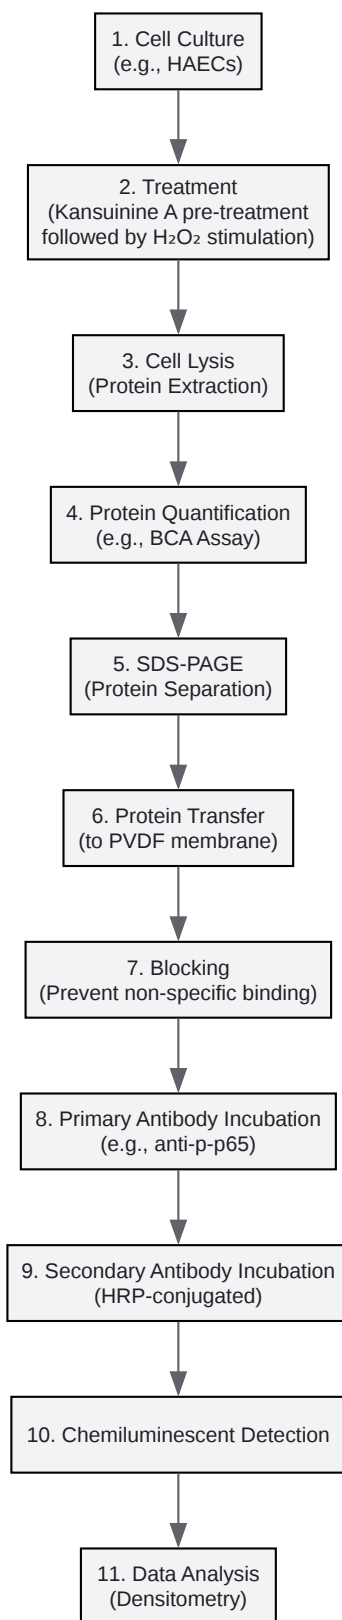 1. Cell Culture
(e.g., HAECs)
2. Treatment
(Kansuinine A pre-treatment
followed by H₂O₂ stimulation)
3. Cell Lysis
(Protein Extraction)
4. Protein Quantification
(e.g., BCA Assay)
5. SDS-PAGE
(Protein Separation)
6. Protein Transfer
(to PVDF membrane)
7. Blocking
(Prevent non-specific binding)
8. Primary Antibody Incubation
(e.g., anti-p-p65)
9. Secondary Antibody Incubation
(HRP-conjugated)
10. Chemiluminescent Detection
11. Data Analysis
(Densitometry)